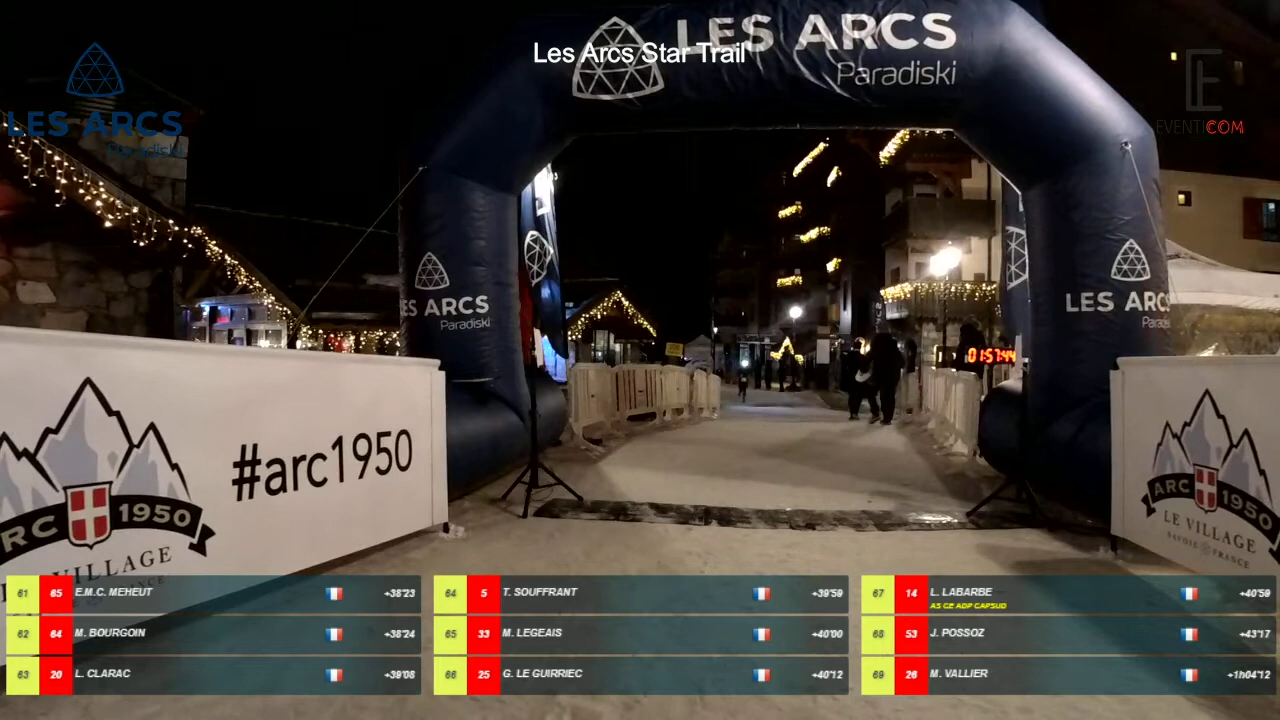 LES ARCS
Paradiski
Les Arcs Star Trail
LES ARCS
Paradiski
EVENTICOM
LES ARCS
Paradiski
LES ARCS
Paradiski
01:57:44
#arc1950
ARC 1950
LE VILLAGE
SAVOIE FRANCE
RC 1950
VILLAGE
61 65 E.M.C. MEHEUT +38'23
62 64 M. BOURGOIN +38'24
63 20 L. CLARAC +39'08
64 5 T. SOUFFRANT +39'59
65 33 M. LEGEAIS +40'00
66 25 G. LE GUIRRIEC +40'12
67 14 L. LABARBE +40'59
AS CE ADP CAPSUD
68 53 J. POSSOZ +43'17
69 26 M. VALLIER +1h04'12